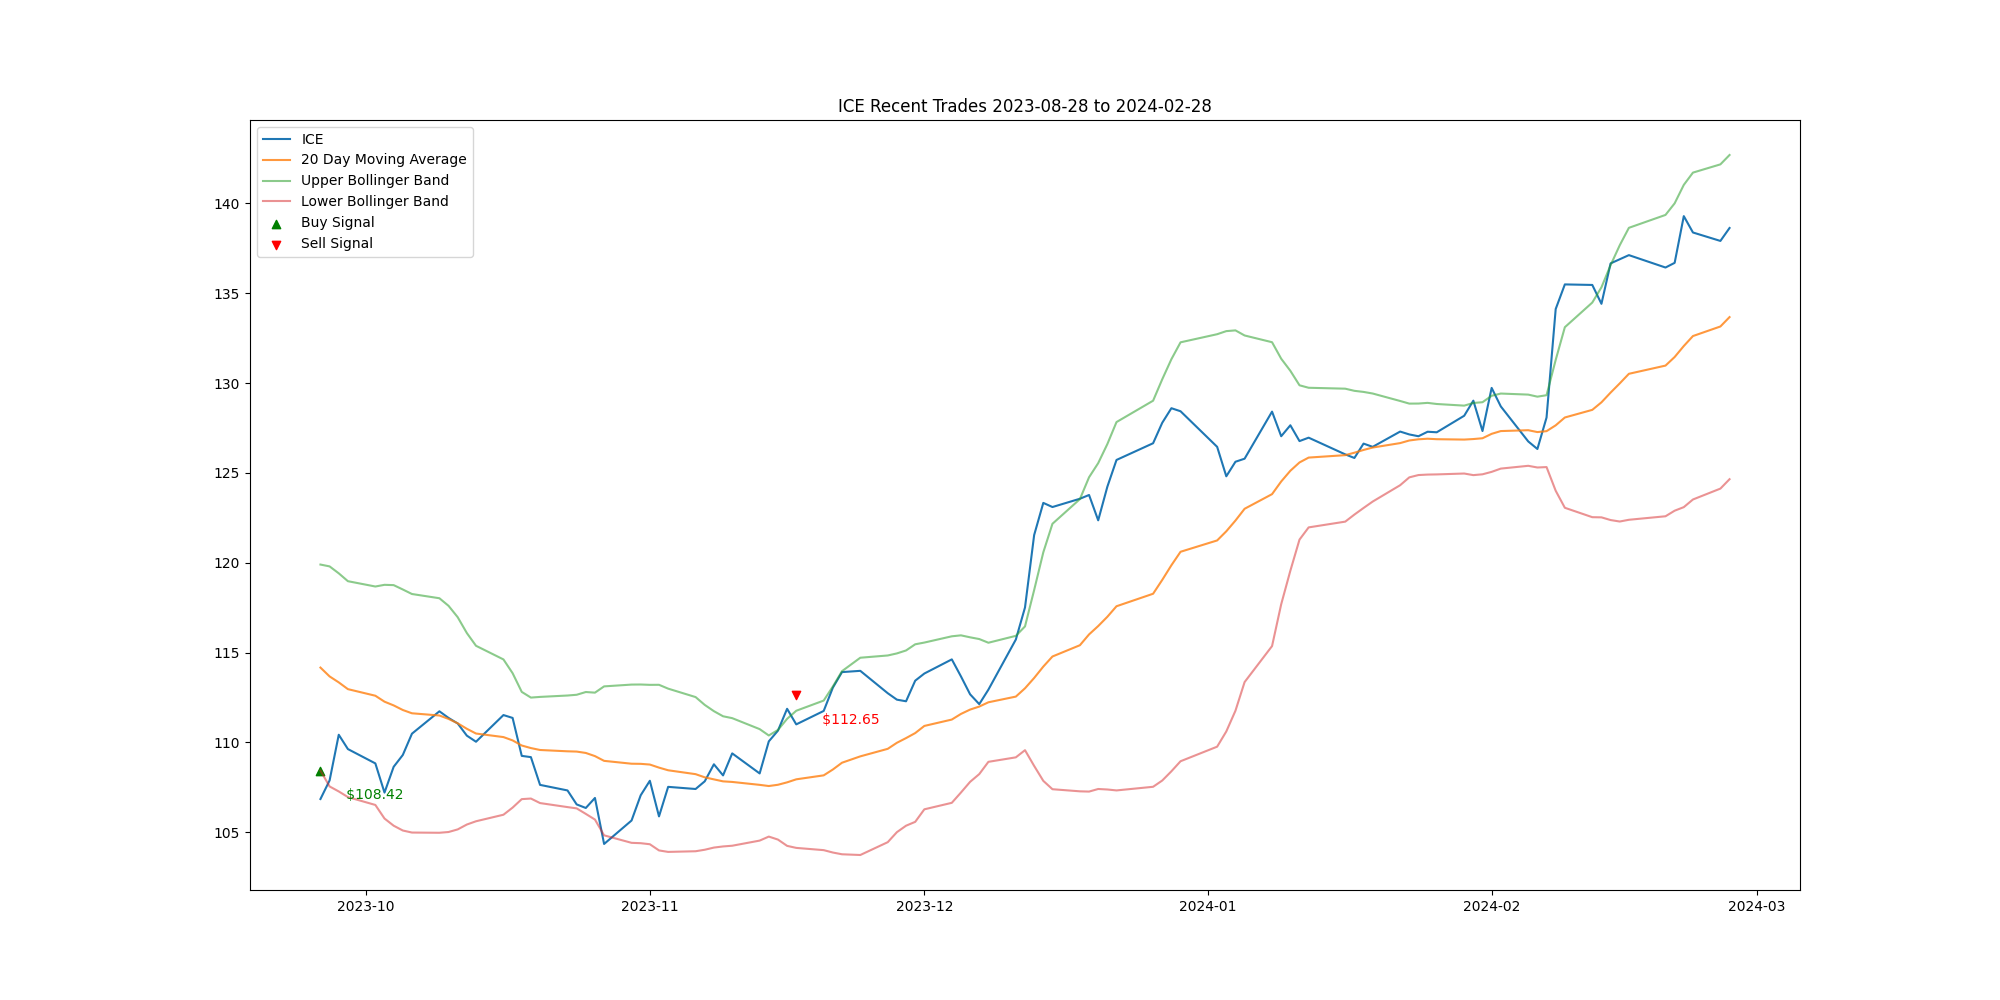 ICE Recent Trades 2023-08-28 to 2024-02-28
ICE
20 Day Moving Average
Upper Bollinger Band
Lower Bollinger Band
Buy Signal
Sell Signal
140
135
130
125
120
115
110
105
$112.65
$108.42
2023-10
2023-11
2023-12
2024-01
2024-02
2024-03